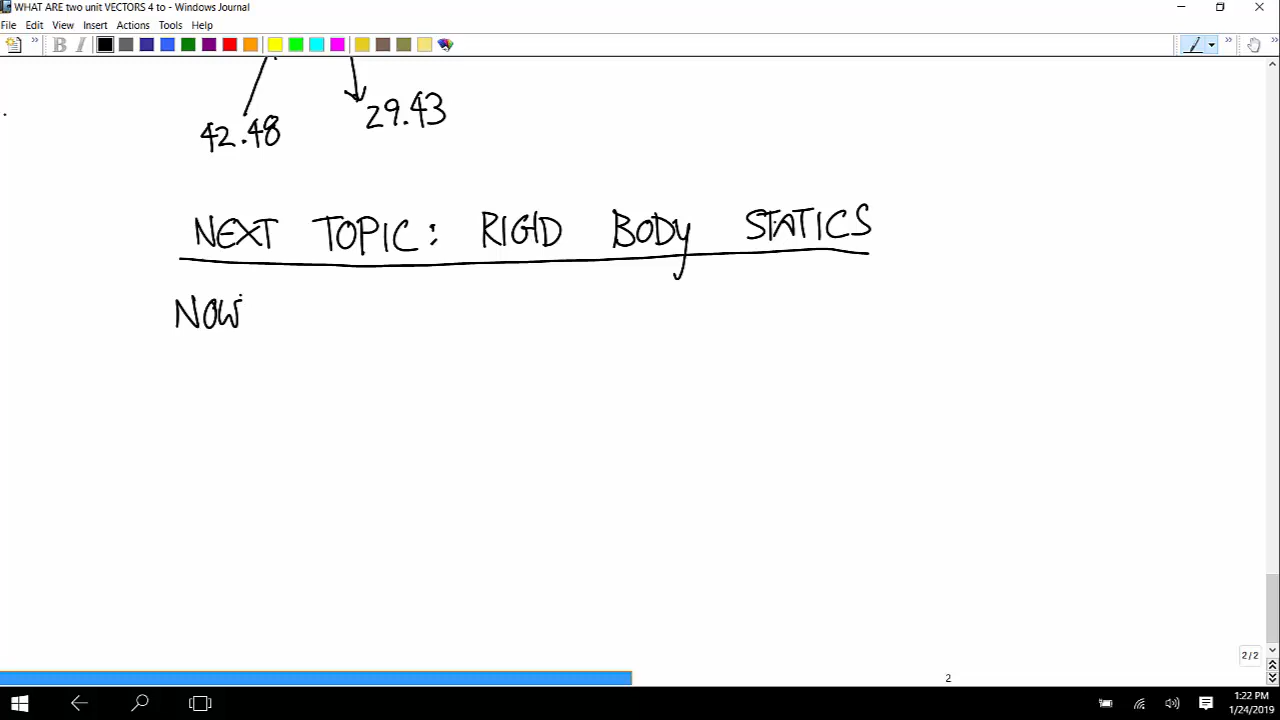 WHAT ARE two unit VECTORS 4 to - Windows Journal
File Edit View Insert Actions Tools Help
B I
42.48 29.43
NEXT TOPIC: RIGID BODY STATICS
NOW
2/2
2
1:22 PM
1/24/2019